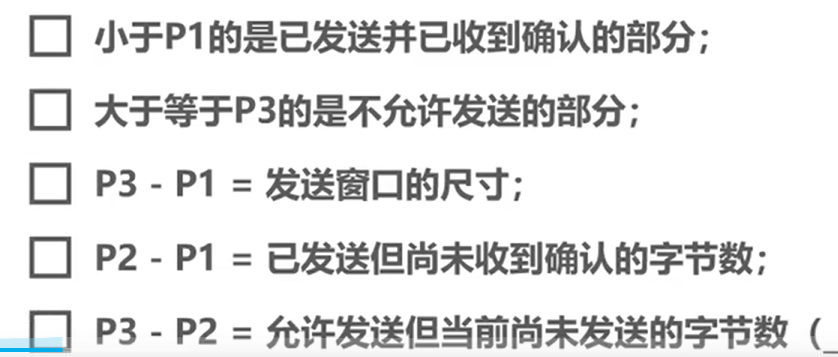 小于P1的是已发送并已收到确认的部分；
大于等于P3的是不允许发送的部分；
P3 - P1 = 发送窗口的尺寸；
P2 - P1 = 已发送但尚未收到确认的字节数；
P3 - P2 = 允许发送但当前尚未发送的字节数（